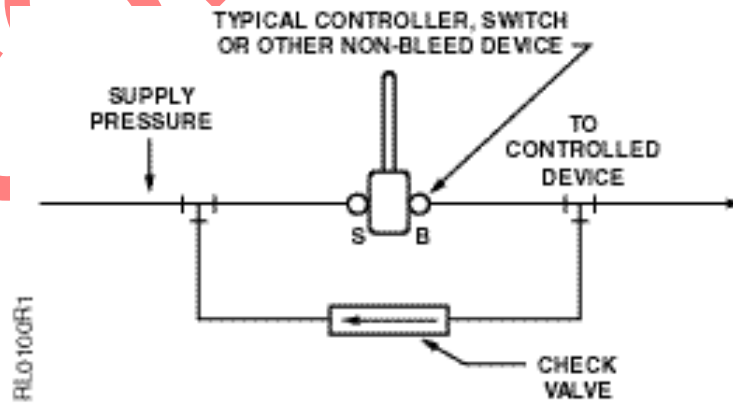 TYPICAL CONTROLLER, SWITCH
OR OTHER NON-BLEED DEVICE
SUPPLY
PRESSURE
TO
CONTROLLED
DEVICE
S
B
CHECK
VALVE
RL0100R1